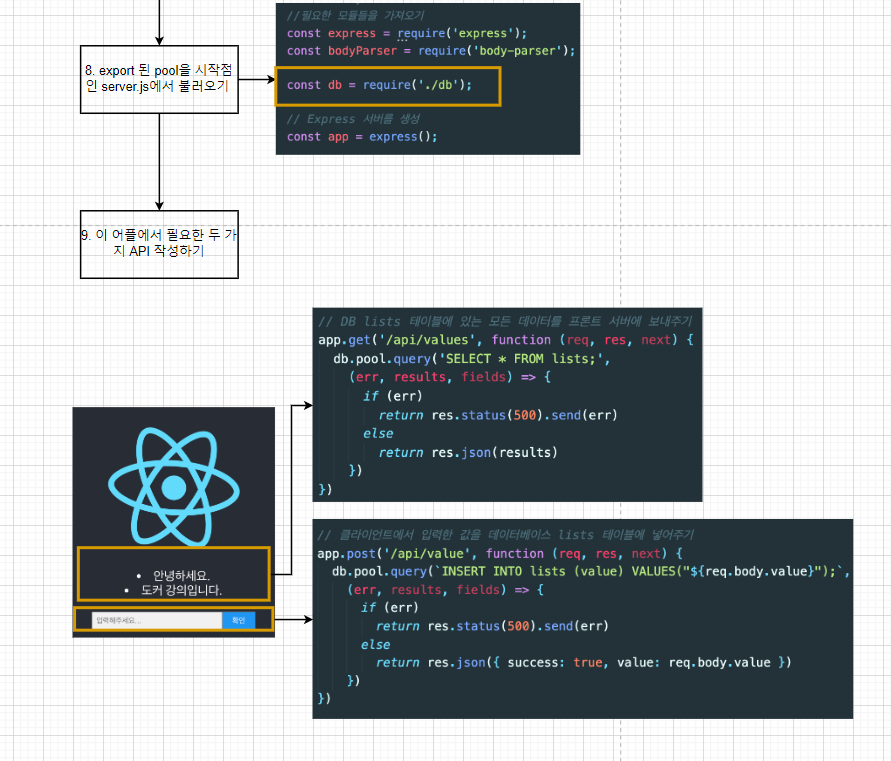 //필요한 모듈들을 가져오기
const express = require('express');
const bodyParser = require('body-parser');
const db = require('./db');
// Express 서버를 생성
const app = express();
8. export 된 pool을 시작점
인 server.js에서 불러오기
9. 이 어플에서 필요한 두 가
지 API 작성하기
// DB lists 테이블에 있는 모든 데이터를 프론트 서버에 보내주기
app.get('/api/values', function (req, res, next) {
db.pool.query('SELECT * FROM lists;',
(err, results, fields) => {
if (err)
return res.status(500).send(err)
else
return res.json(results)
})
})
안녕하세요.
도커 강의입니다.
입력해주세요...
확인
// 클라이언트에서 입력한 값을 데이터베이스 lists 테이블에 넣어주기
app.post('/api/value', function (req, res, next) {
db.pool.query(`INSERT INTO lists (value) VALUES("${req.body.value}");`,
(err, results, fields) => {
if (err)
return res.status(500).send(err)
else
return res.json({ success: true, value: req.body.value })
})
})